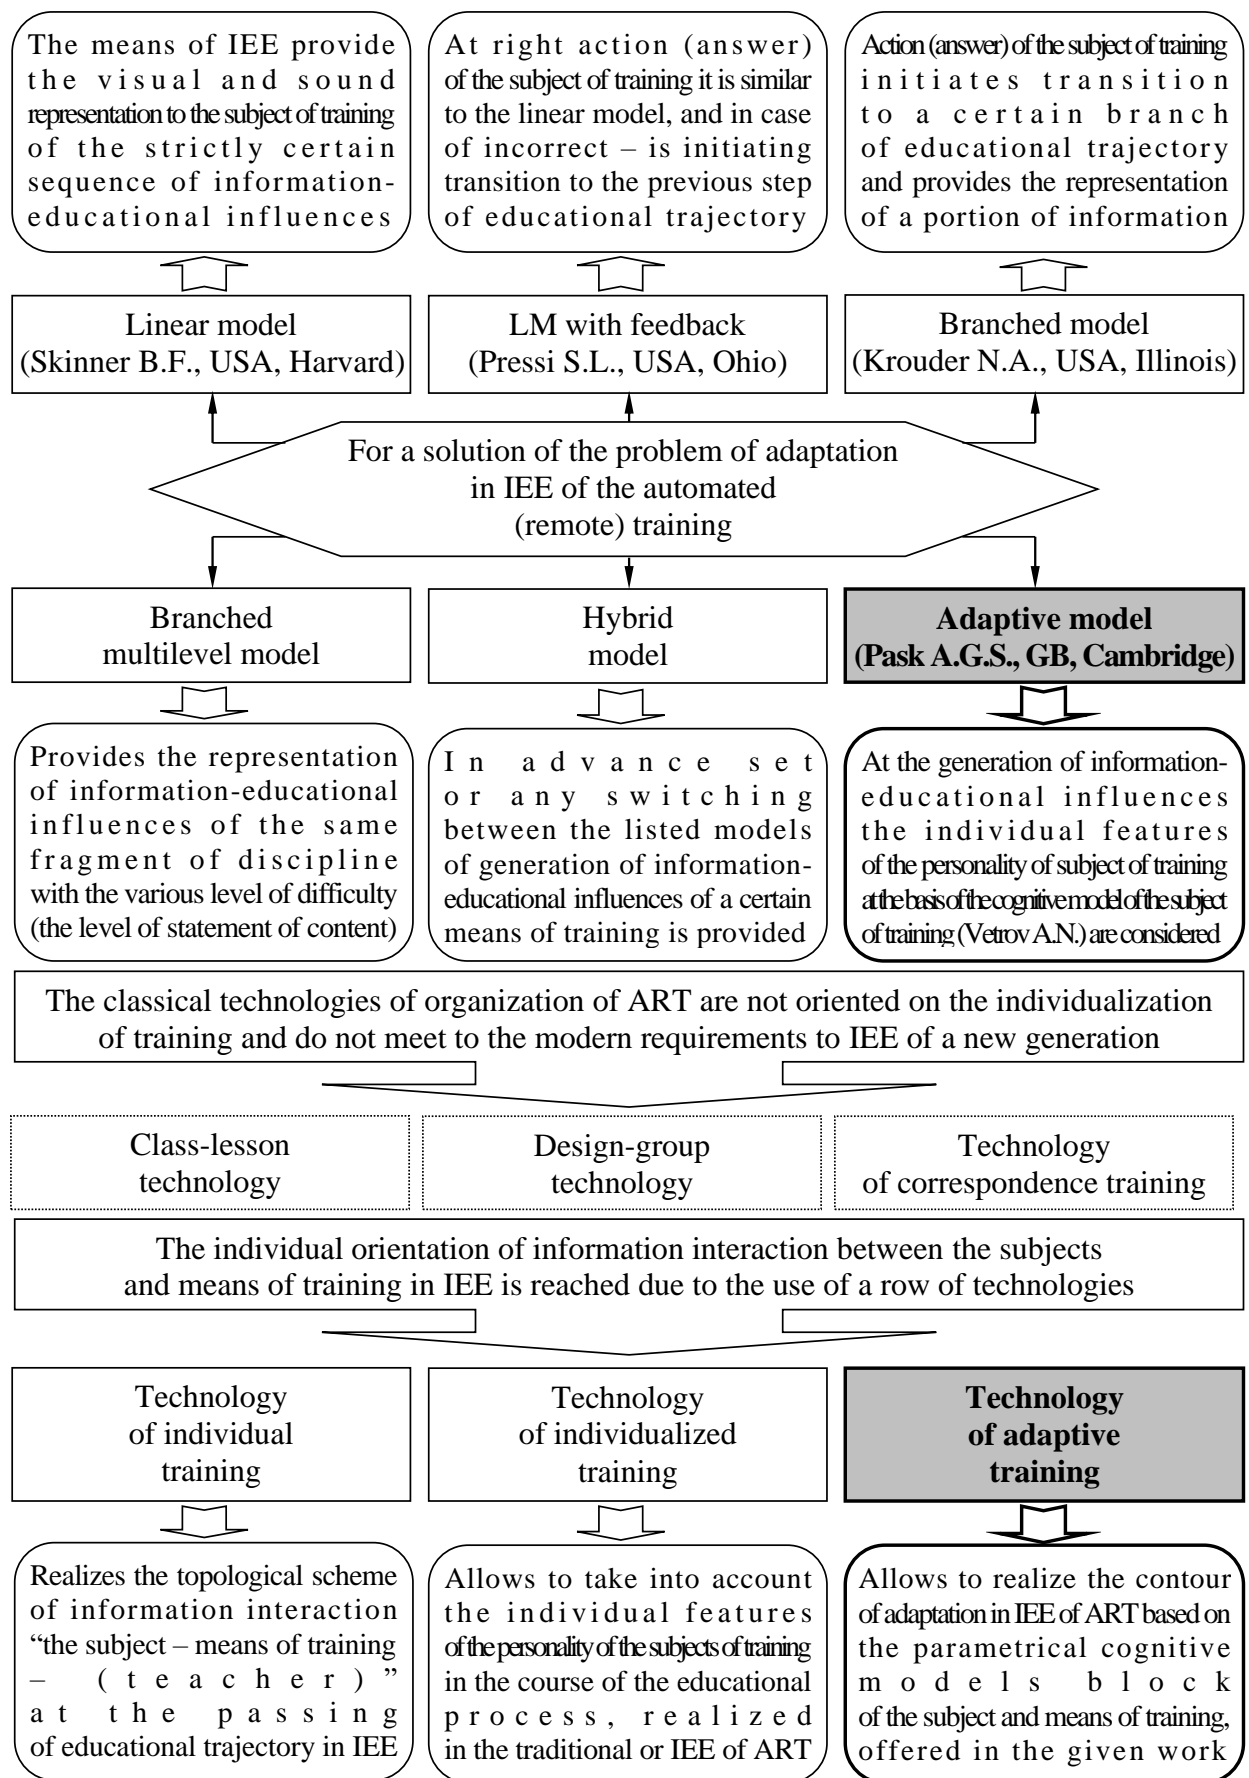 The means of IEE provide
the visual and sound
representation to the subject of training
of the strictly certain
sequence of information-
educational influences
At right action (answer)
of the subject of training it is similar
to the linear model, and in case
of incorrect – is initiating
transition to the previous step
of educational trajectory
Action (answer) of the subject of training
initiates transition
to a certain branch
of educational trajectory
and provides the representation
of a portion of information
Linear model
(Skinner B.F., USA, Harvard)
LM with feedback
(Pressi S.L., USA, Ohio)
Branched model
(Krouder N.A., USA, Illinois)
For a solution of the problem of adaptation
in IEE of the automated
(remote) training
Branched
multilevel model
Hybrid
model
Adaptive model
(Pask A.G.S., GB, Cambridge)
Provides the representation
of information-educational
influences of the same
fragment of discipline
with the various level of difficulty
(the level of statement of content)
In advance set
or any switching
between the listed models
of generation of information-
educational influences of a certain
means of training is provided
At the generation of information-
educational influences
the individual features
of the personality of subject of training
at the basis of the cognitive model of the subject
of training (Vetrov A.N.) are considered
The classical technologies of organization of ART are not oriented on the individualization
of training and do not meet to the modern requirements to IEE of a new generation
Class-lesson
technology
Design-group
technology
Technology
of correspondence training
The individual orientation of information interaction between the subjects
and means of training in IEE is reached due to the use of a row of technologies
Technology
of individual
training
Technology
of individualized
training
Technology
of adaptive
training
Realizes the topological scheme
of information interaction
“the subject – means of training
– (teacher)”
at the passing
of educational trajectory in IEE
Allows to take into account
the individual features
of the personality of the subjects of training
in the course of the educational
process, realized
in the traditional or IEE of ART
Allows to realize the contour
of adaptation in IEE of ART based on
the parametrical cognitive
models block
of the subject and means of training,
offered in the given work